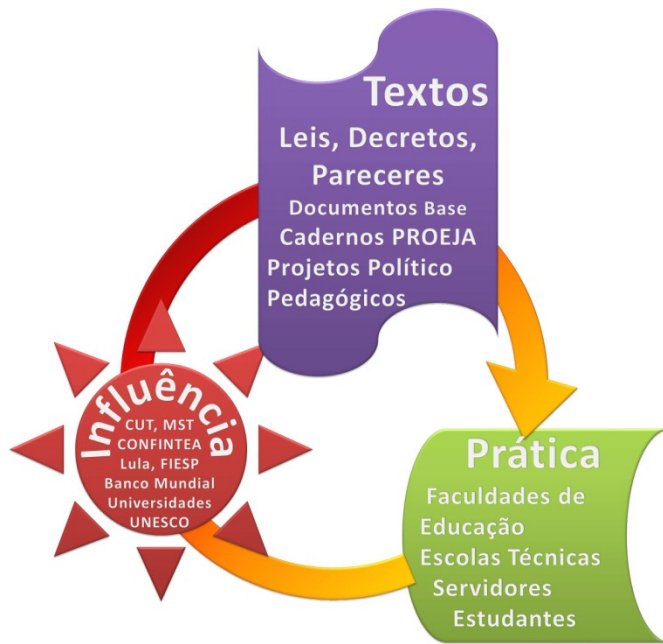 Textos
Leis, Decretos,
Pareceres
Documentos Base
Cadernos PROEJA
Projetos Político
Pedagógicos
Influência
CUT, MST
CONFINTEA
Lula, FIESP
Banco Mundial
Universidades
UNESCO
Prática
Faculdades de
Educação
Escolas Técnicas
Servidores
Estudantes